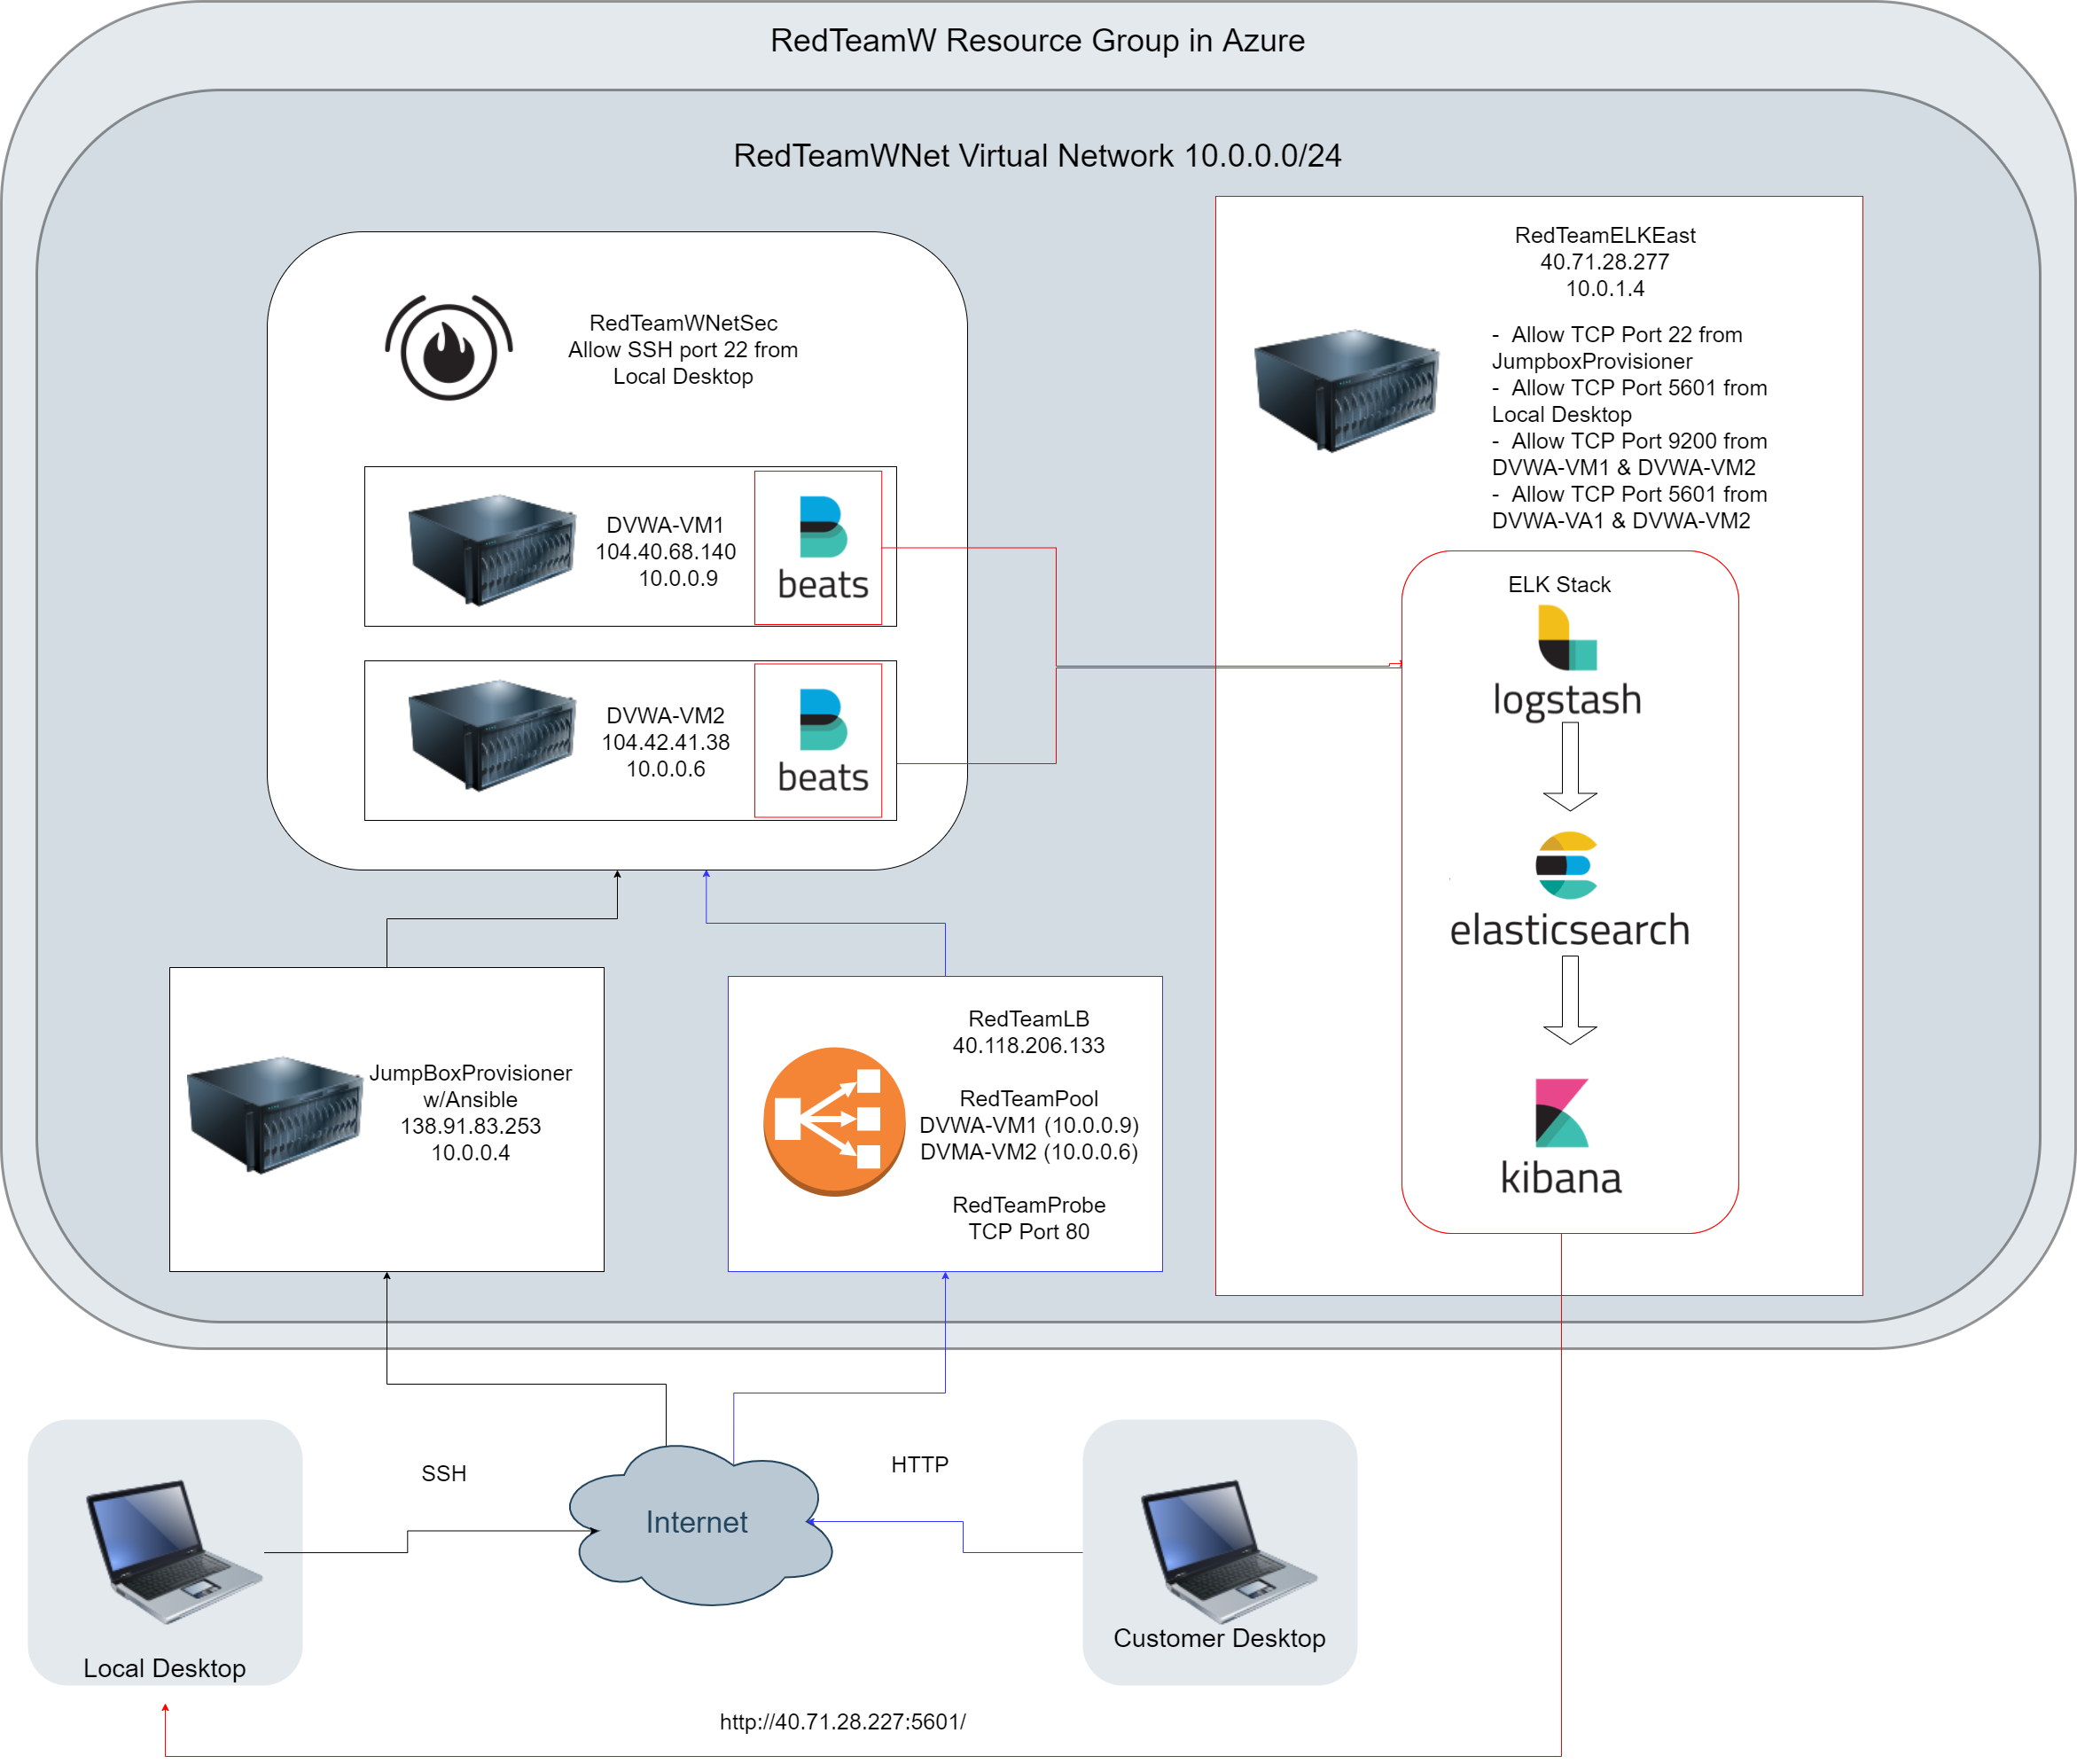 RedTeamW Resource Group in Azure
RedTeamWNet Virtual Network 10.0.0.0/24
RedTeamWNetSec
Allow SSH port 22 from
Local Desktop
DVWA-VM1
104.40.68.140
10.0.0.9
beats
DVWA-VM2
104.42.41.38
10.0.0.6
beats
RedTeamELKEast
40.71.28.277
10.0.1.4
- Allow TCP Port 22 from
JumpboxProvisioner
- Allow TCP Port 5601 from
Local Desktop
- Allow TCP Port 9200 from
DVWA-VM1 & DVWA-VM2
- Allow TCP Port 5601 from
DVWA-VA1 & DVWA-VM2
ELK Stack
logstash
elasticsearch
kibana
JumpBoxProvisioner
w/Ansible
138.91.83.253
10.0.0.4
RedTeamLB
40.118.206.133
RedTeamPool
DVWA-VM1 (10.0.0.9)
DVMA-VM2 (10.0.0.6)
RedTeamProbe
TCP Port 80
SSH
Internet
HTTP
Local Desktop
Customer Desktop
http://40.71.28.227:5601/